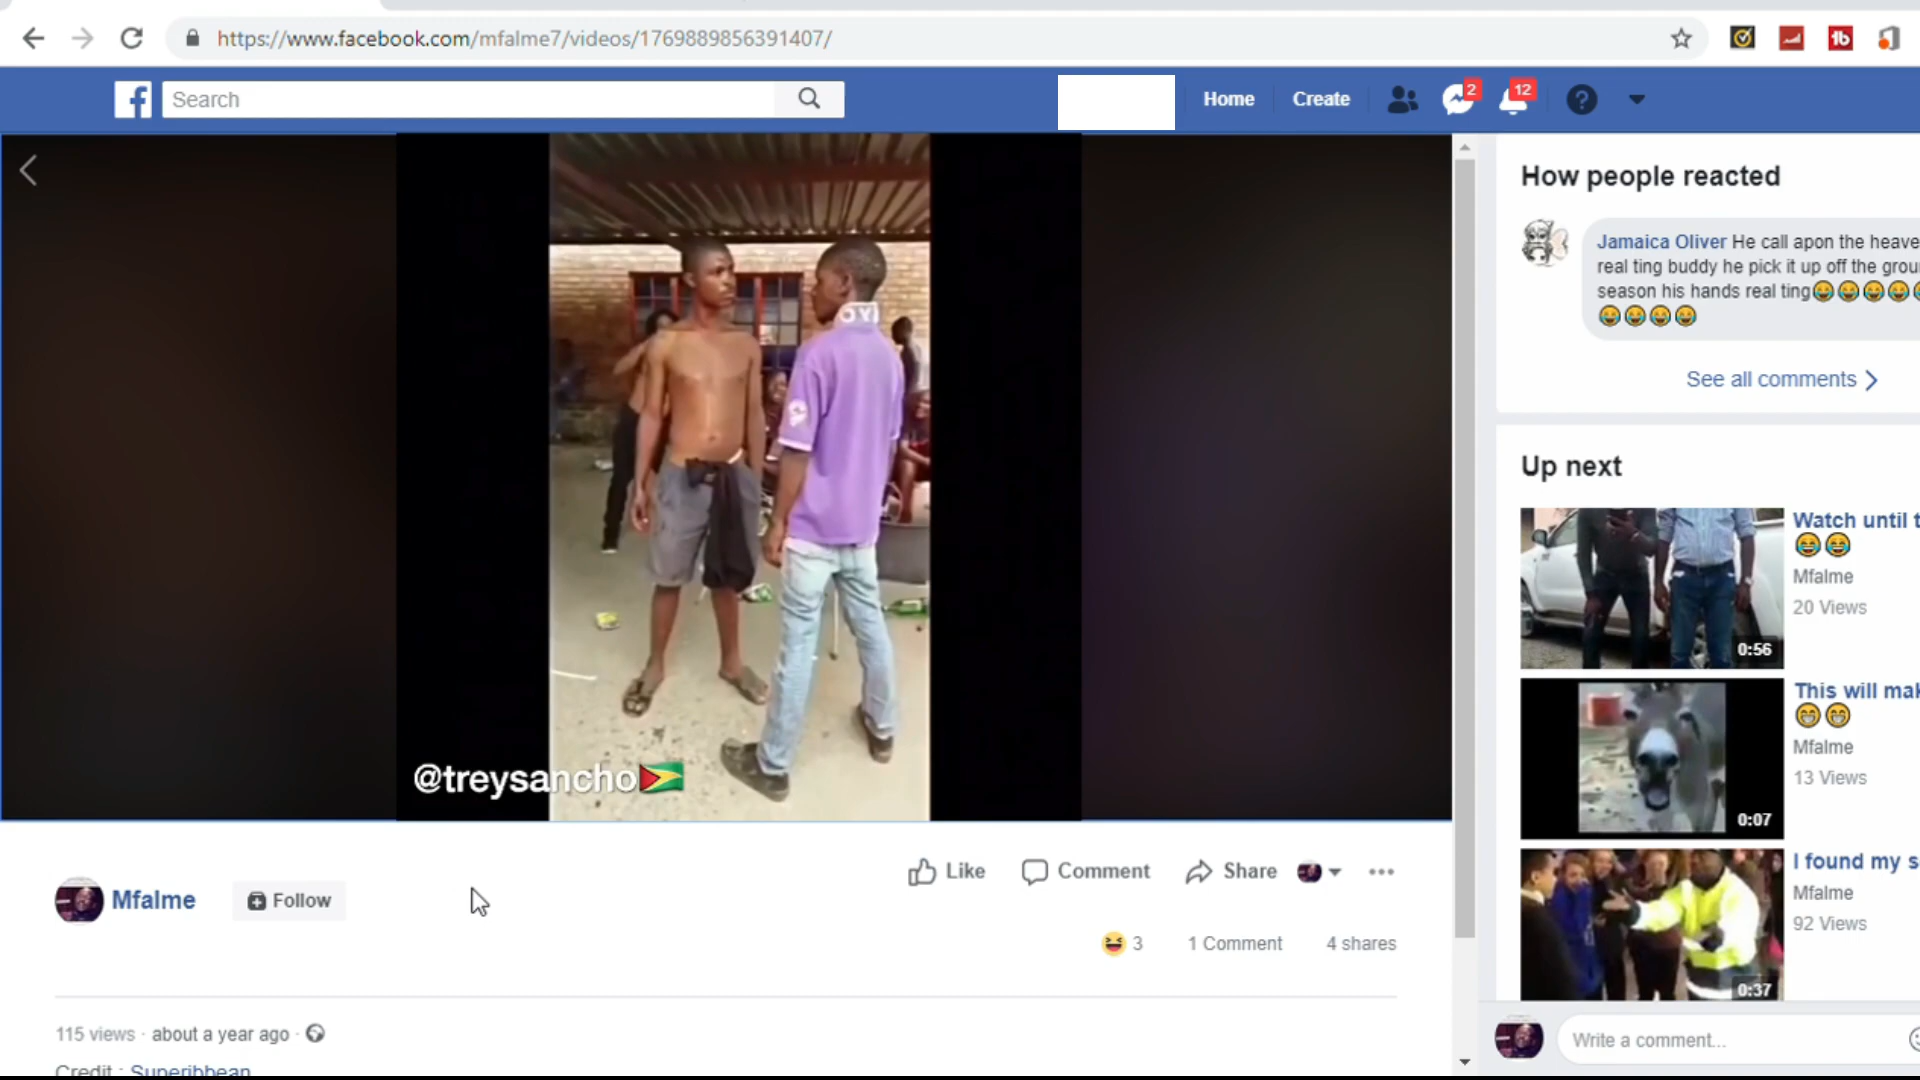 https://www.facebook.com/mfalme7/videos/1769889856391407/
Search
Home
Create
2
12
How people reacted
Jamaica Oliver He call apon the heave
real ting buddy he pick it up off the grou
season his hands real ting😂😂😂😂
😂😂😂😂
See all comments
OY
@treysancho🇬🇾
Up next
Watch until t
😂😂
Mfalme
20 Views
0:56
This will mak
😁😁
Mfalme
13 Views
0:07
I found my s
Mfalme
92 Views
0:37
Mfalme
Follow
Like
Comment
Share
😆 3
1 Comment
4 shares
115 views · about a year ago ·
Credit : Superibbean
Write a comment...